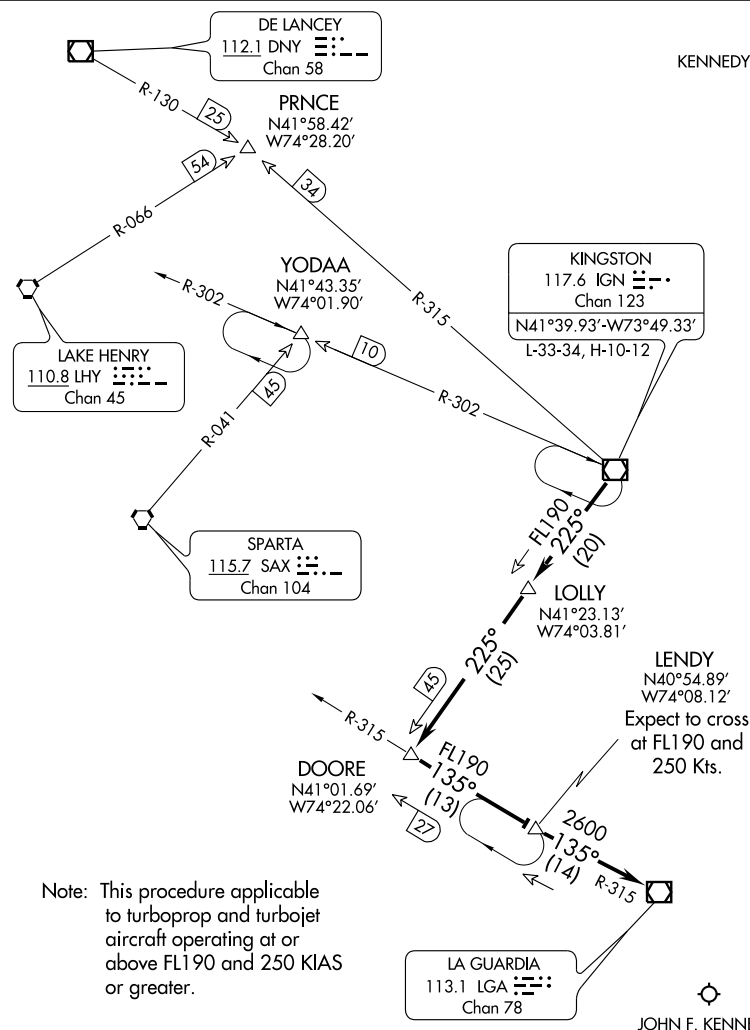 DE LANCEY
112.1 DNY
Chan 58
KENNEDY
R-130
25
PRNCE
N41°58.42'
W74°28.20'
54
R-066
34
R-315
YODAA
N41°43.35'
W74°01.90'
R-302
KINGSTON
117.6 IGN
Chan 123
N41°39.93'-W73°49.33'
L-33-34, H-10-12
LAKE HENRY
110.8 LHY
Chan 45
10
R-302
45
R-041
SPARTA
115.7 SAX
Chan 104
FL190
225°
(20)
LOLLY
N41°23.13'
W74°03.81'
225°
(25)
45
LENDY
N40°54.89'
W74°08.12'
Expect to cross
at FL190 and
250 Kts.
R-315
DOORE
N41°01.69'
W74°22.06'
FL190
135°
(13)
27
2600
135°
(14)
R-315
Note: This procedure applicable
to turboprop and turbojet
aircraft operating at or
above FL190 and 250 KIAS
or greater.
LA GUARDIA
113.1 LGA
Chan 78
JOHN F. KENNE